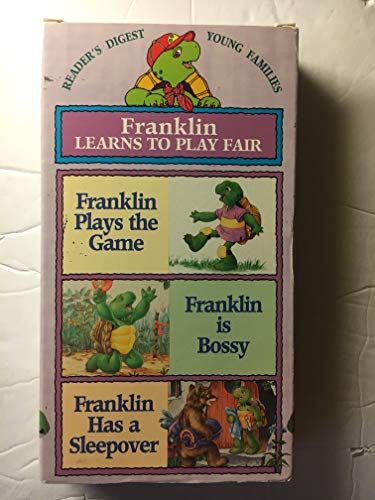 READER'S DIGEST YOUNG FAMILIES
Franklin
LEARNS TO PLAY FAIR
Franklin
Plays the
Game
Franklin
is
Bossy
Franklin
Has a
Sleepover